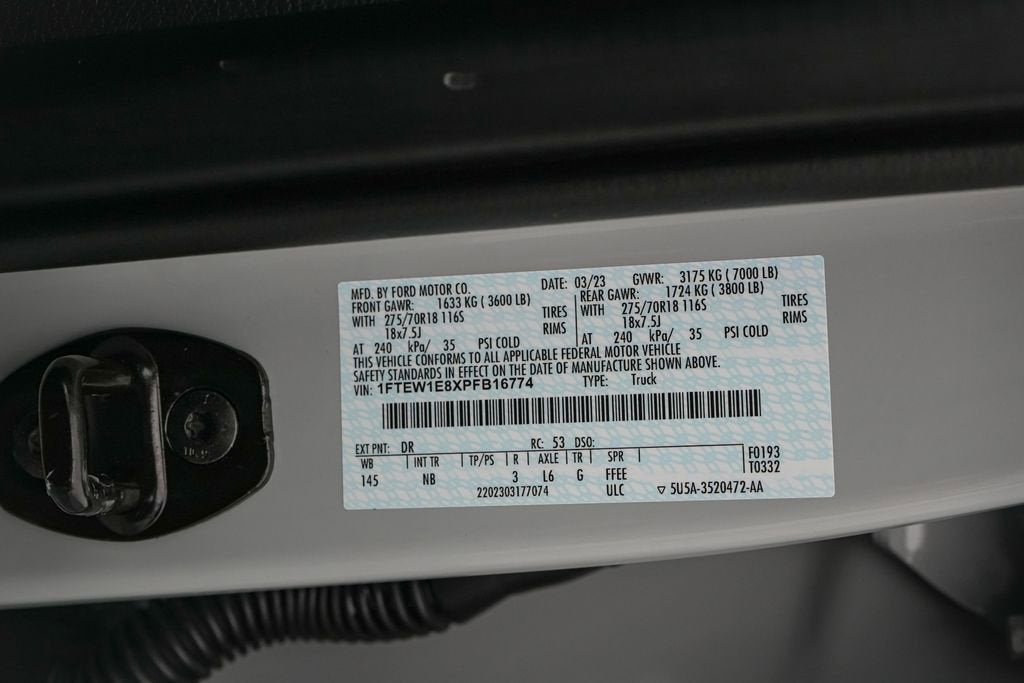 MFD. BY FORD MOTOR CO. DATE: 03/23 GVWR: 3175 KG ( 7000 LB)
FRONT GAWR: 1633 KG ( 3600 LB) REAR GAWR: 1724 KG ( 3800 LB)
WITH 275/70R18 116S TIRES WITH 275/70R18 116S TIRES
18x7.5J RIMS 18x7.5J RIMS
AT 240 kPa/ 35 PSI COLD AT 240 kPa/ 35 PSI COLD
THIS VEHICLE CONFORMS TO ALL APPLICABLE FEDERAL MOTOR VEHICLE
SAFETY STANDARDS IN EFFECT ON THE DATE OF MANUFACTURE SHOWN ABOVE.
VIN: 1FTEW1E8XPFB16774 TYPE: Truck
EXT PNT: DR RC: 53 DSO:
WB INT TR TP/PS R AXLE TR SPR F0193
145 NB 3 L6 G FFEE T0332
2202303177074 ULC ▽ 5U5A-3520472-AA
10.9